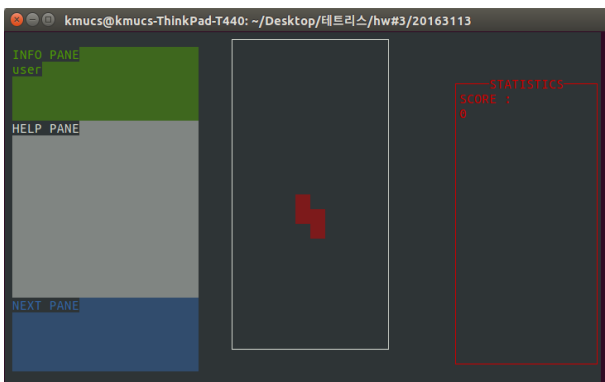 kmucs@kmucs-ThinkPad-T440: ~/Desktop/테트리스/hw#3/20163113
INFO PANE
user
HELP PANE
NEXT PANE
STATISTICS
SCORE :
0